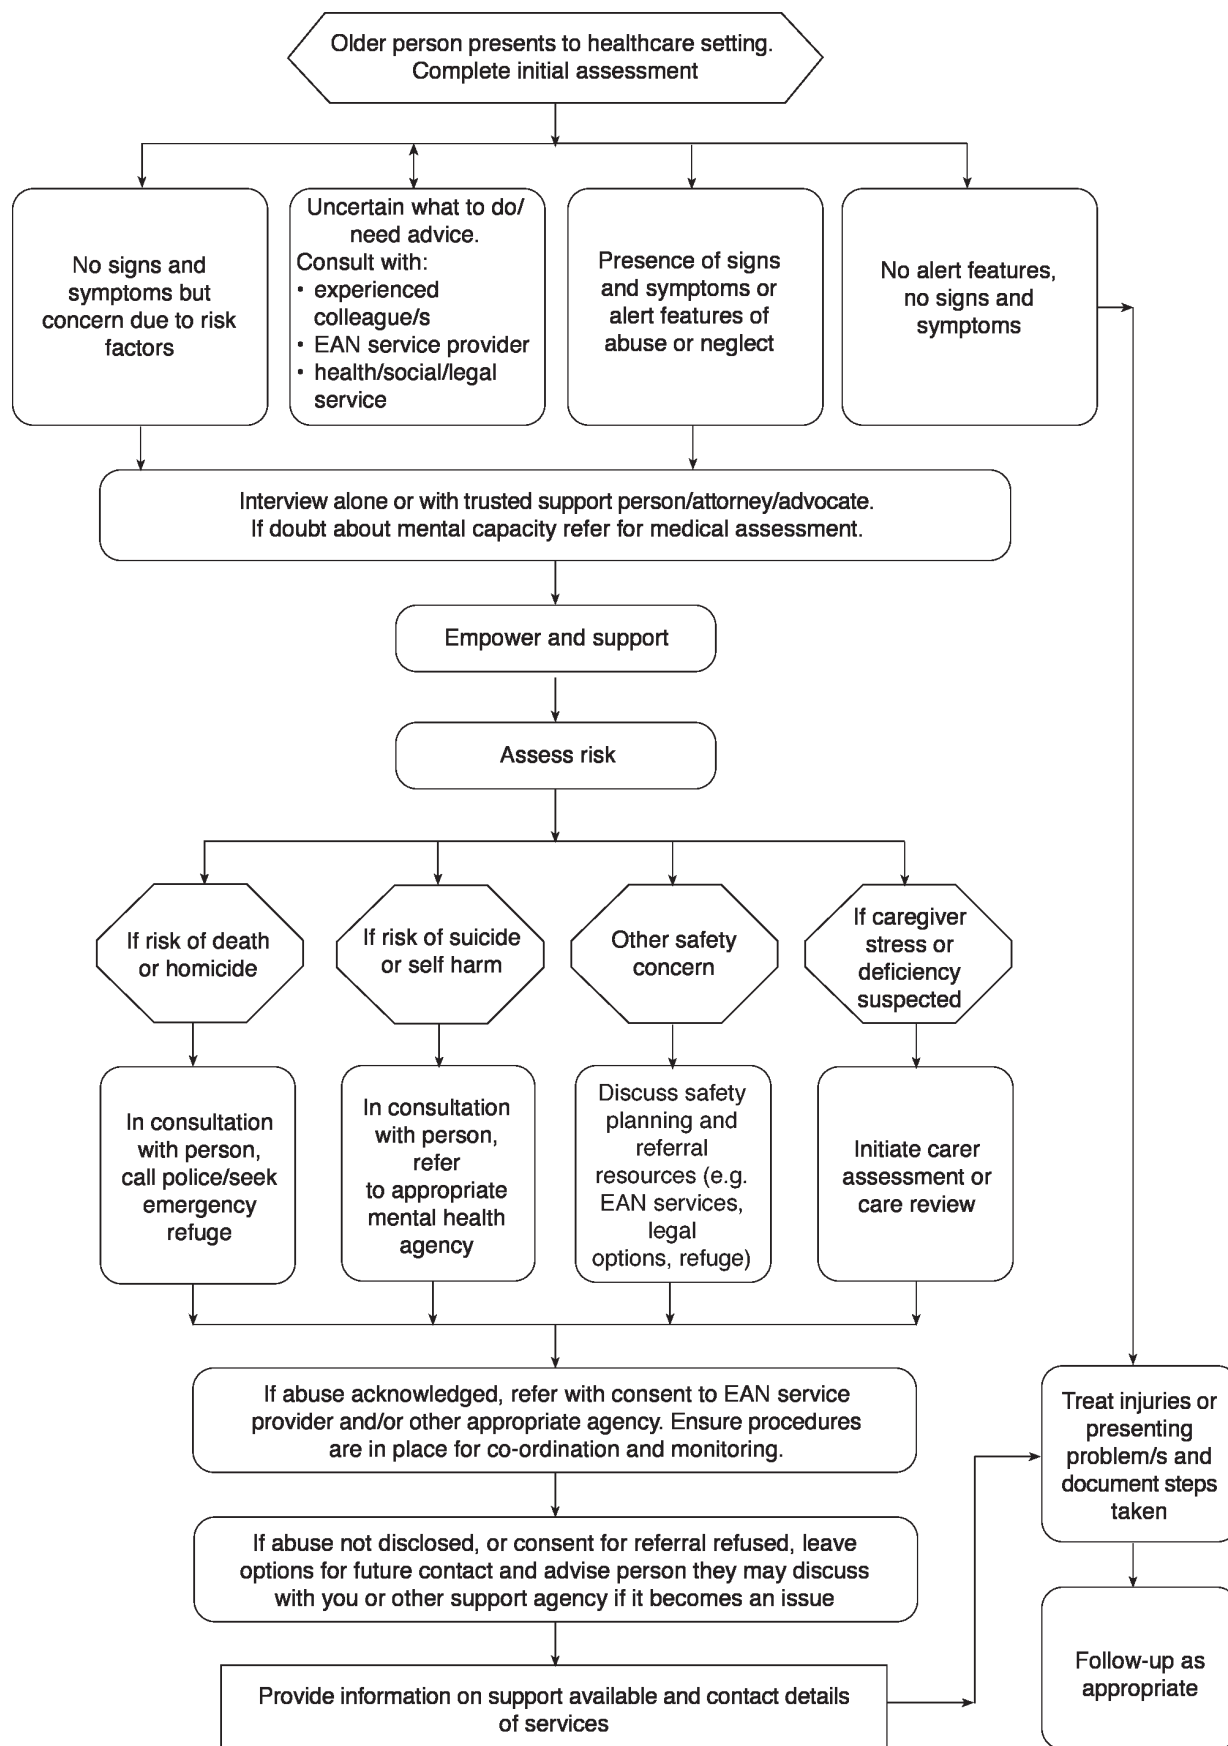 Older person presents to healthcare setting.
Complete initial assessment
No signs and
symptoms but
concern due to risk
factors
Uncertain what to do/
need advice.
Consult with:
• experienced
colleague/s
• EAN service provider
• health/social/legal
service
Presence of signs
and symptoms or
alert features of
abuse or neglect
No alert features,
no signs and
symptoms
Interview alone or with trusted support person/attorney/advocate.
If doubt about mental capacity refer for medical assessment.
Empower and support
Assess risk
If risk of death
or homicide
If risk of suicide
or self harm
Other safety
concern
If caregiver
stress or
deficiency
suspected
In consultation
with person,
call police/seek
emergency
refuge
In consultation
with person,
refer
to appropriate
mental health
agency
Discuss safety
planning and
referral
resources (e.g.
EAN services,
legal
options, refuge)
Initiate carer
assessment or
care review
If abuse acknowledged, refer with consent to EAN service
provider and/or other appropriate agency. Ensure procedures
are in place for co-ordination and monitoring.
If abuse not disclosed, or consent for referral refused, leave
options for future contact and advise person they may discuss
with you or other support agency if it becomes an issue
Provide information on support available and contact details
of services
Treat injuries or
presenting
problem/s and
document steps
taken
Follow-up as
appropriate